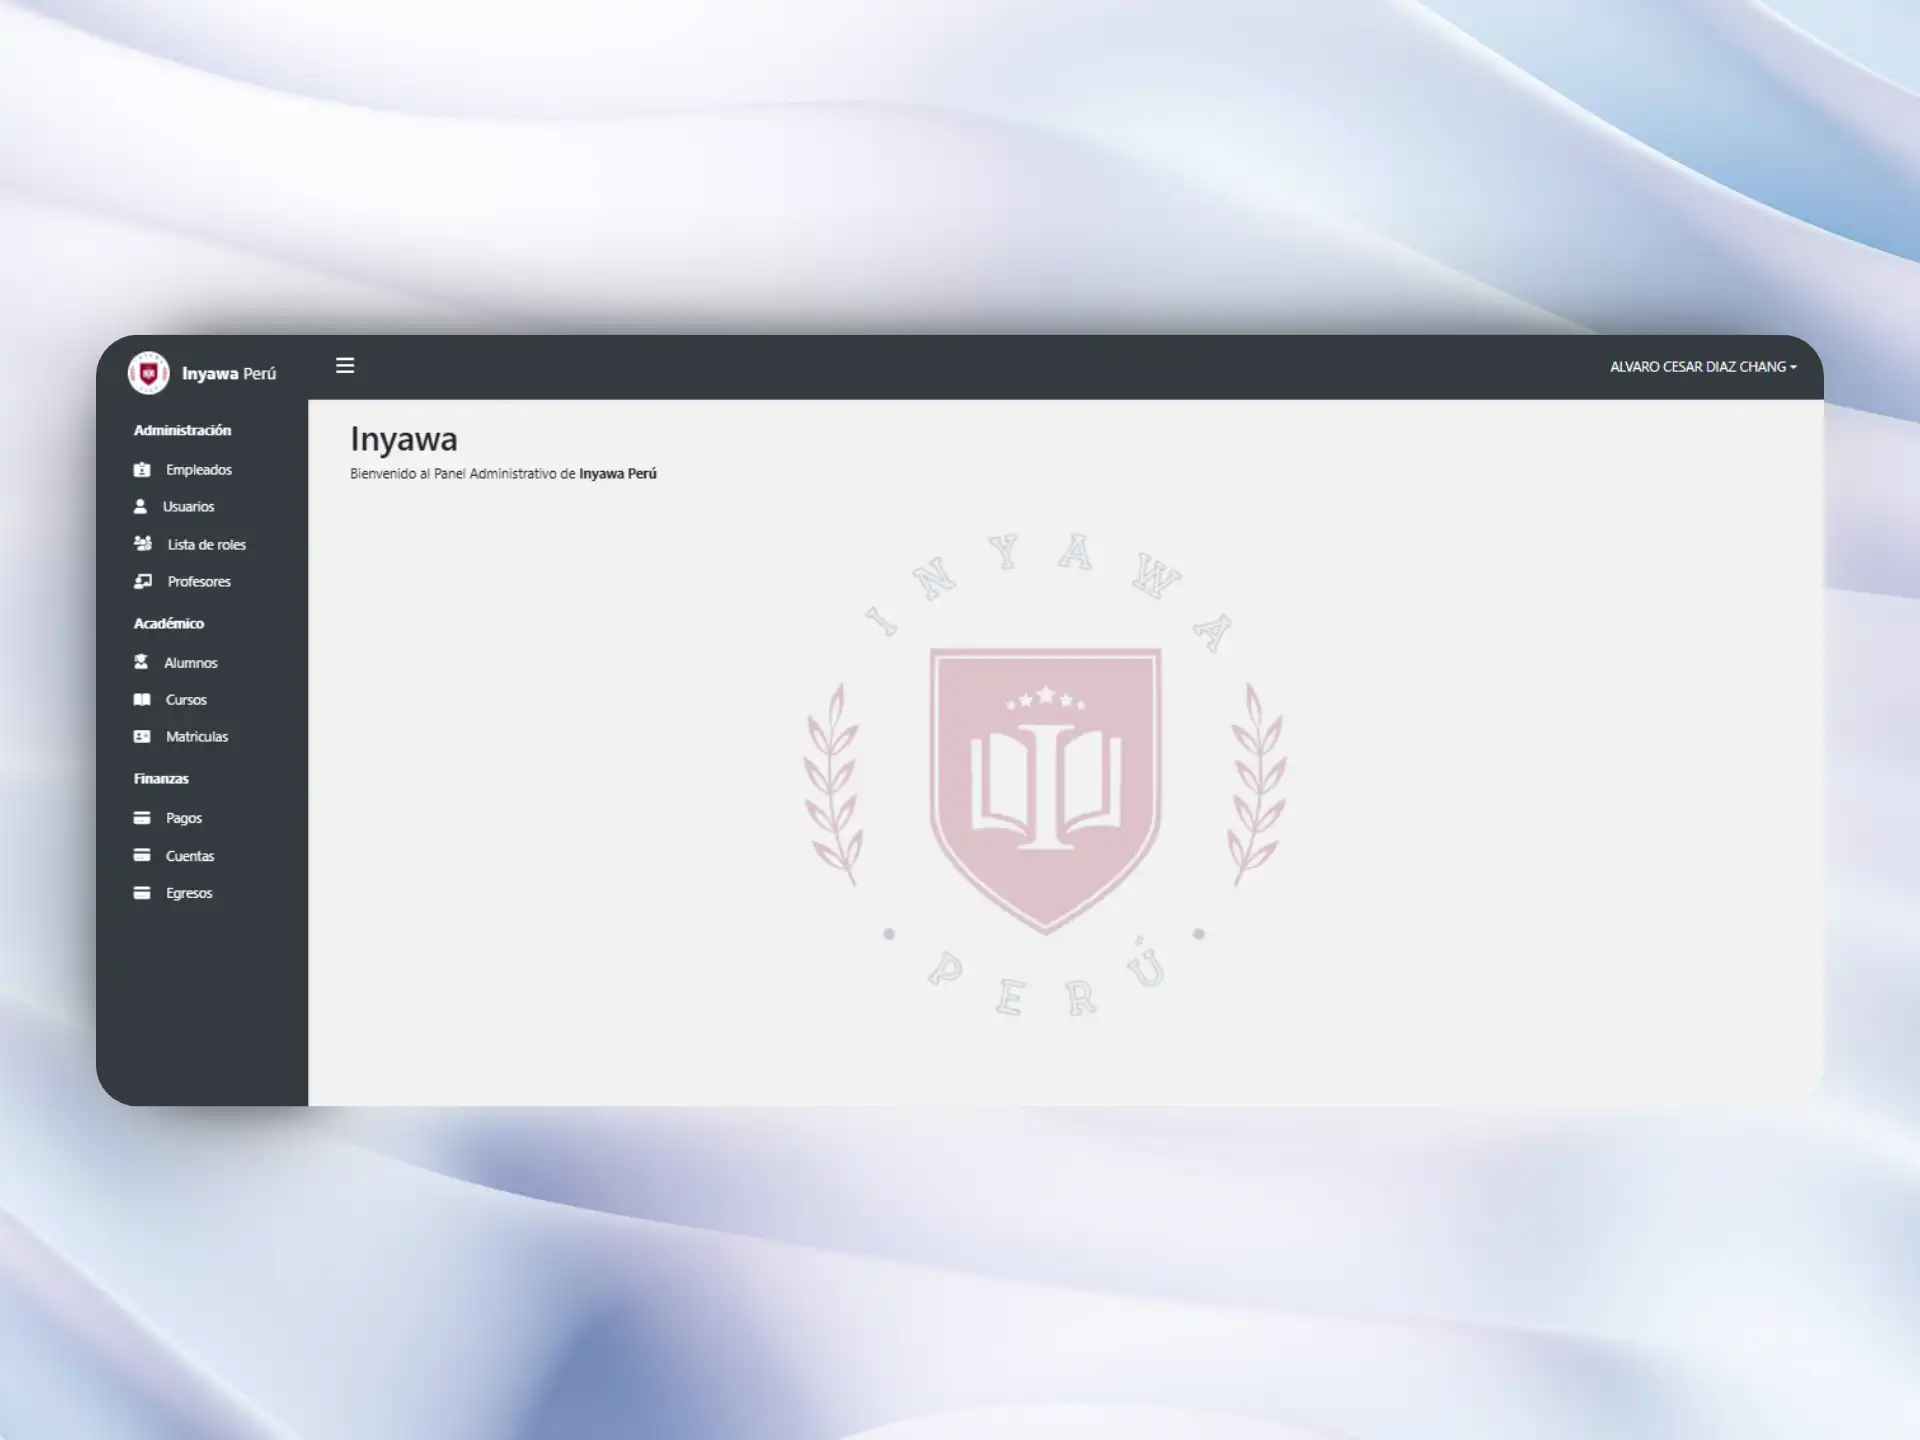 Inyawa Perú
ALVARO CESAR DIAZ CHANG
Administración
Empleados
Usuarios
Lista de roles
Profesores
Académico
Alumnos
Cursos
Matriculas
Finanzas
Pagos
Cuentas
Egresos
Inyawa
Bienvenido al Panel Administrativo de Inyawa Perú
INYAWA
PERÚ